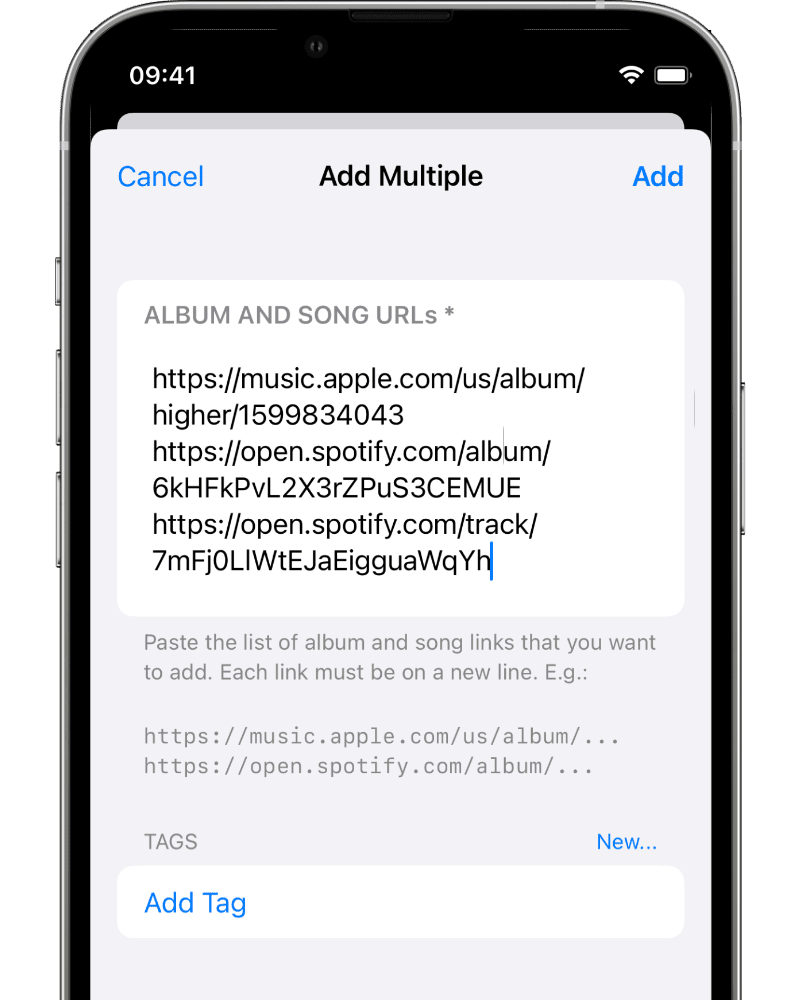 09:41
Cancel Add Multiple Add
ALBUM AND SONG URLs *
https://music.apple.com/us/album/
higher/1599834043
https://open.spotify.com/album/
6kHFkPvL2X3rZPuS3CEMUE
https://open.spotify.com/track/
7mFj0LlWtEJaEigguaWqYh
Paste the list of album and song links that you want
to add. Each link must be on a new line. E.g.:
https://music.apple.com/us/album/...
https://open.spotify.com/album/...
TAGS New...
Add Tag